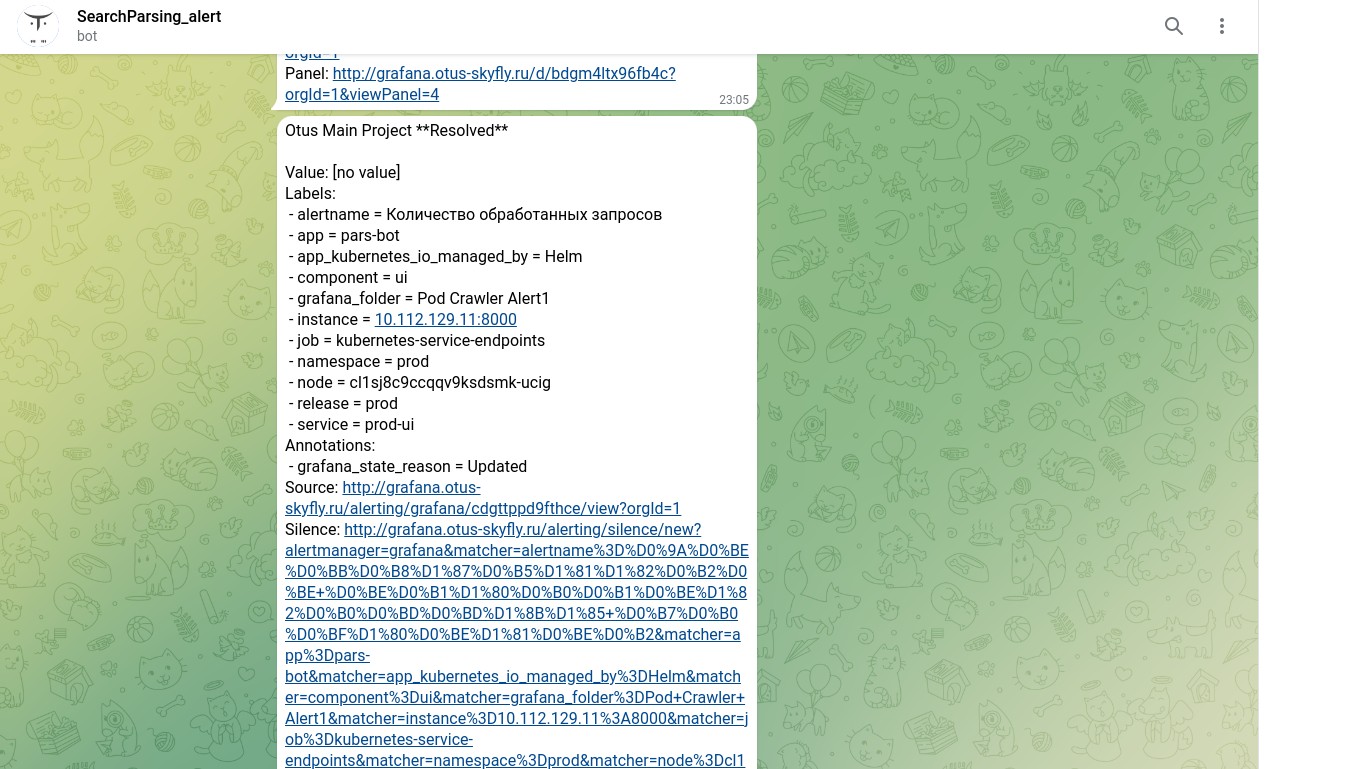 SearchParsing_alert
bot
orgId=1
Panel: http://grafana.otus-skyfly.ru/d/bdgm4ltx96fb4c?
orgId=1&viewPanel=4
23:05
Otus Main Project **Resolved**
Value: [no value]
Labels:
- alertname = Количество обработанных запросов
- app = pars-bot
- app_kubernetes_io_managed_by = Helm
- component = ui
- grafana_folder = Pod Crawler Alert1
- instance = 10.112.129.11:8000
- job = kubernetes-service-endpoints
- namespace = prod
- node = cl1sj8c9ccqqv9ksdsmk-ucig
- release = prod
- service = prod-ui
Annotations:
- grafana_state_reason = Updated
Source: http://grafana.otus-
skyfly.ru/alerting/grafana/cdgttppd9fthce/view?orgId=1
Silence: http://grafana.otus-skyfly.ru/alerting/silence/new?
alertmanager=grafana&matcher=alertname%3D%D0%9A%D0%BE
%D0%BB%D0%B8%D1%87%D0%B5%D1%81%D1%82%D0%B2%D0
%BE+%D0%BE%D0%B1%D1%80%D0%B0%D0%B1%D0%BE%D1%8
2%D0%B0%D0%BD%D0%BD%D1%8B%D1%85+%D0%B7%D0%B0
%D0%BF%D1%80%D0%BE%D1%81%D0%BE%D0%B2&matcher=a
pp%3Dpars-
bot&matcher=app_kubernetes_io_managed_by%3DHelm&match
er=component%3Dui&matcher=grafana_folder%3DPod+Crawler+
Alert1&matcher=instance%3D10.112.129.11%3A8000&matcher=j
ob%3Dkubernetes-service-
endpoints&matcher=namespace%3Dprod&matcher=node%3Dcl1